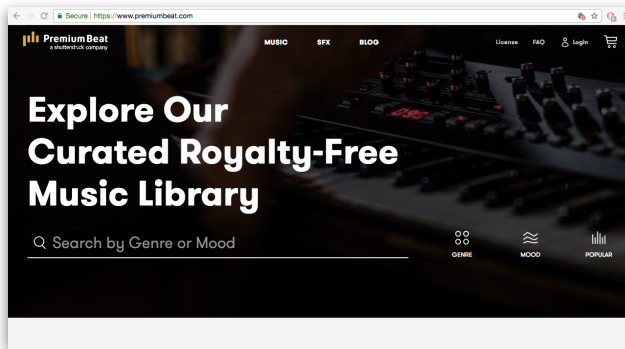 Secure https://www.premiumbeat.com
PremiumBeat
a shutterstock company
MUSIC SFX BLOG
License FAQ Login
Explore Our
Curated Royalty-Free
Music Library
Search by Genre or Mood
GENRE MOOD POPULAR